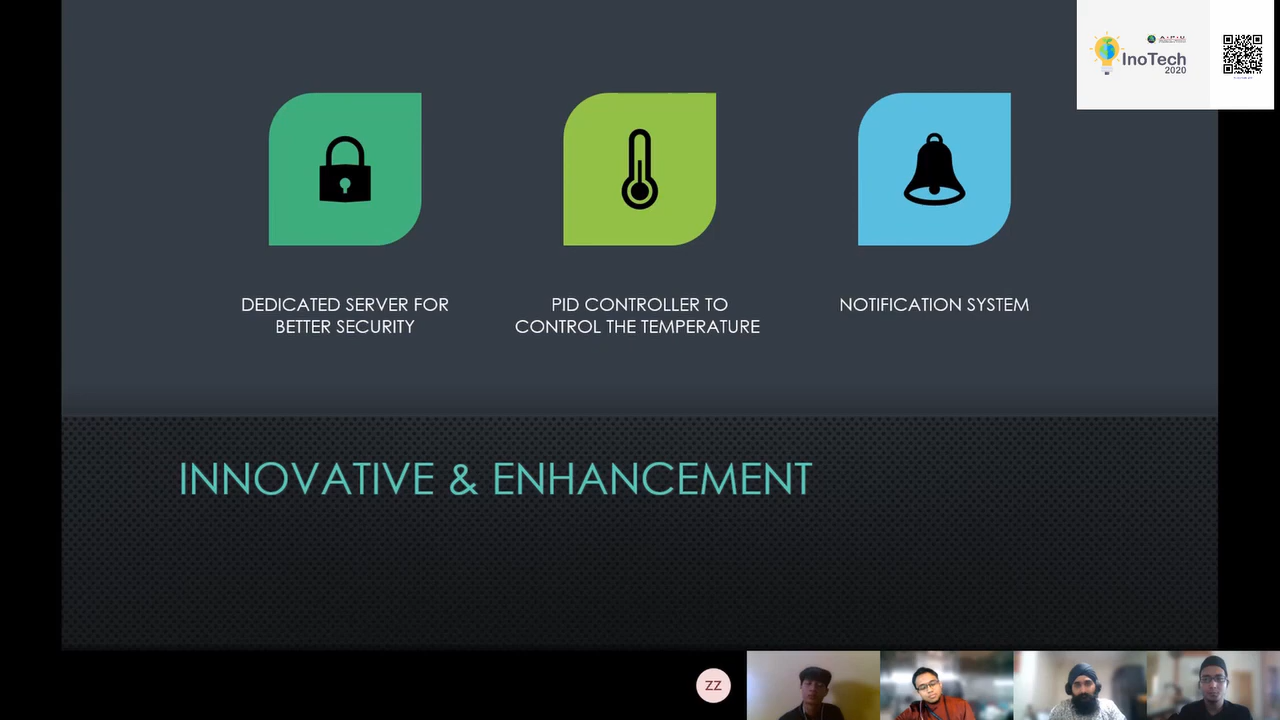 InoTech
2020
DEDICATED SERVER FOR
BETTER SECURITY
PID CONTROLLER TO
CONTROL THE TEMPERATURE
NOTIFICATION SYSTEM
INNOVATIVE & ENHANCEMENT
ZZ